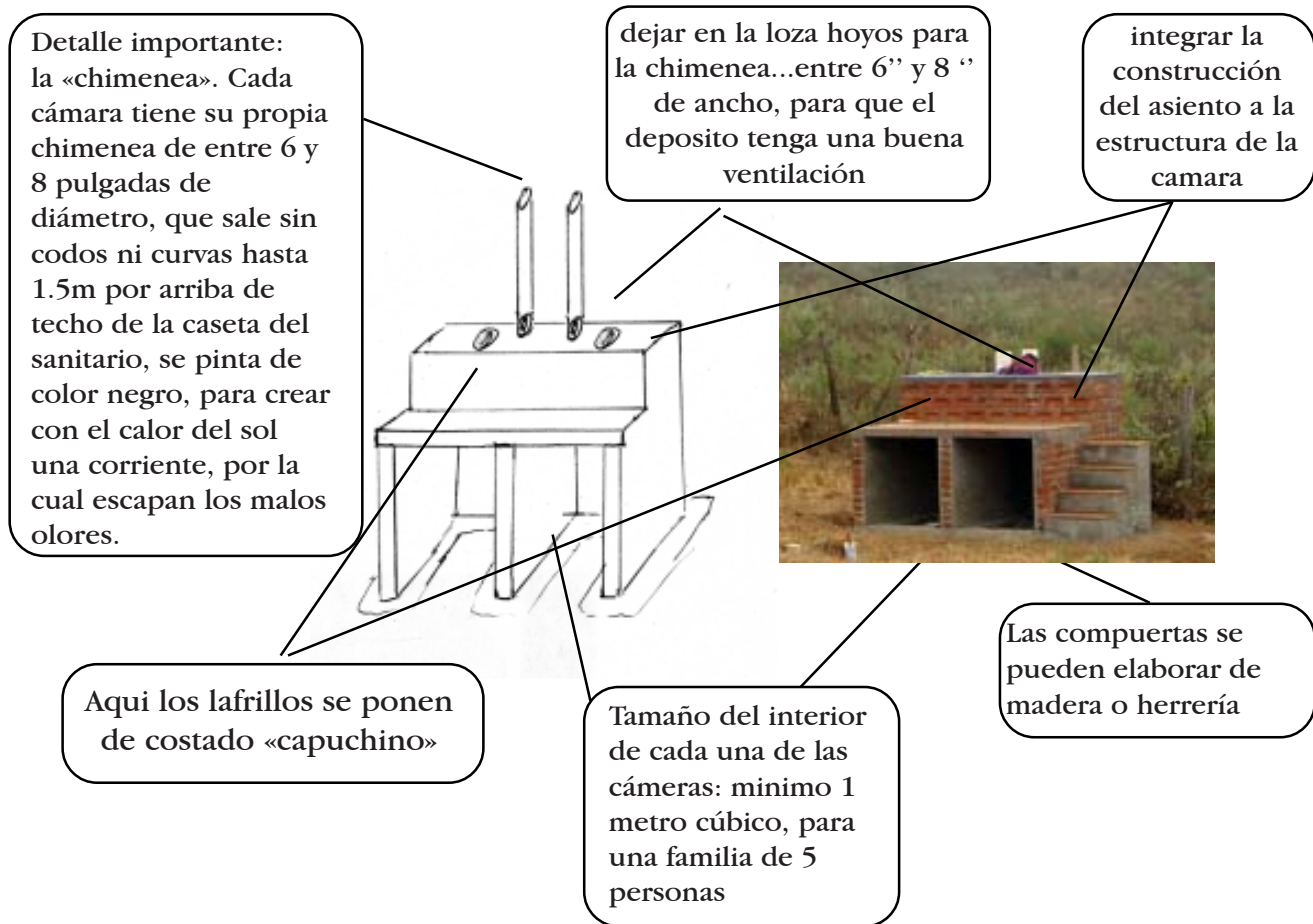 Detalle importante:
la «chimenea». Cada
cámara tiene su propia
chimenea de entre 6 y
8 pulgadas de
diámetro, que sale sin
codos ni curvas hasta
1.5m por arriba de
techo de la caseta del
sanitario, se pinta de
color negro, para crear
con el calor del sol
una corriente, por la
cual escapan los malos
olores.
dejar en la loza hoyos para
la chimenea...entre 6’’ y 8 ‘’
de ancho, para que el
deposito tenga una buena
ventilación
integrar la
construcción
del asiento a la
estructura de la
camara
Aqui los lafrillos se ponen
de costado «capuchino»
Tamaño del interior
de cada una de las
cámeras: minimo 1
metro cúbico, para
una familia de 5
personas
Las compuertas se
pueden elaborar de
madera o herrería